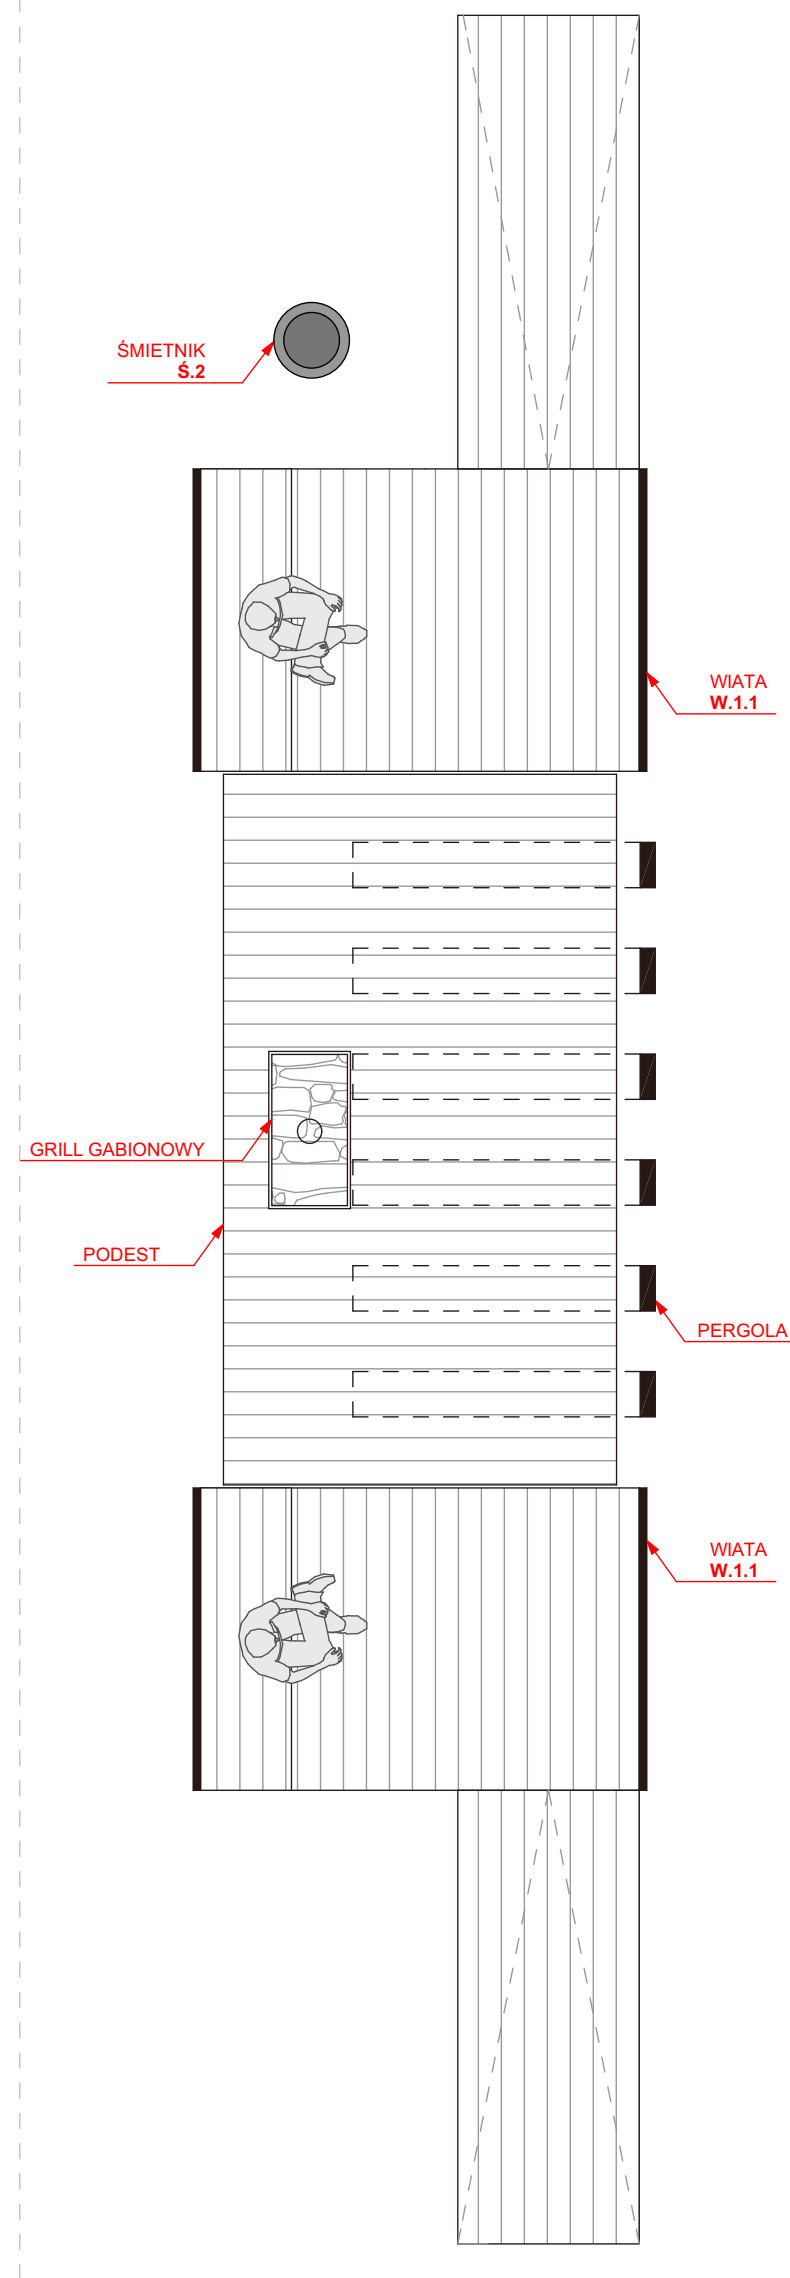 ŚMIETNIK
Ś.2
WIATA
W.1.1
GRILL GABIONOWY
PODEST
PERGOLA
WIATA
W.1.1